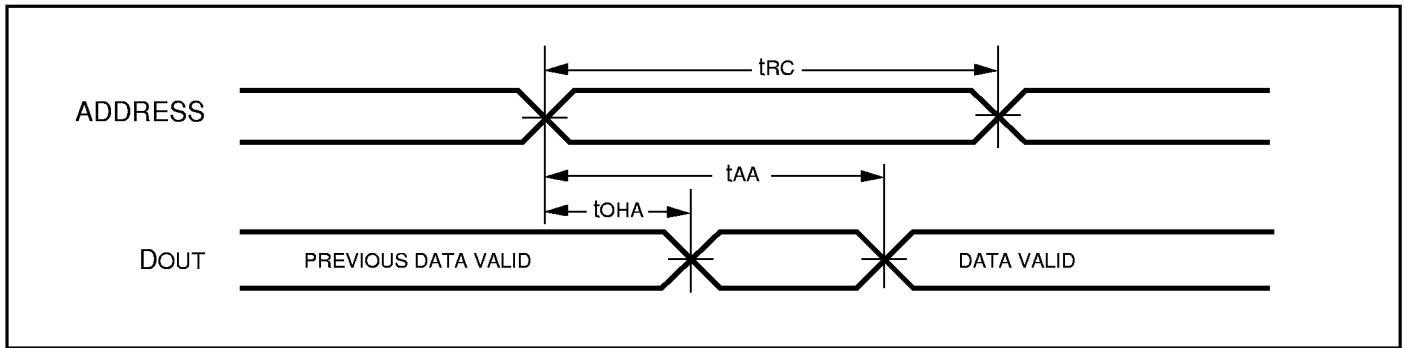 tRC
ADDRESS
tAA
tOHA
DOUT PREVIOUS DATA VALID DATA VALID